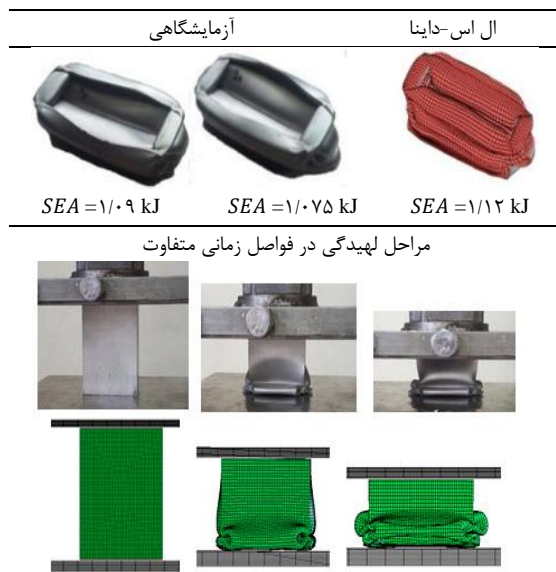 آزمایشگاهی ال اس-داینا
SEA =۱/۰۹ kJ SEA =۱/۰۷۵ kJ SEA =۱/۱۲ kJ
مراحل لهیدگی در فواصل زمانی متفاوت